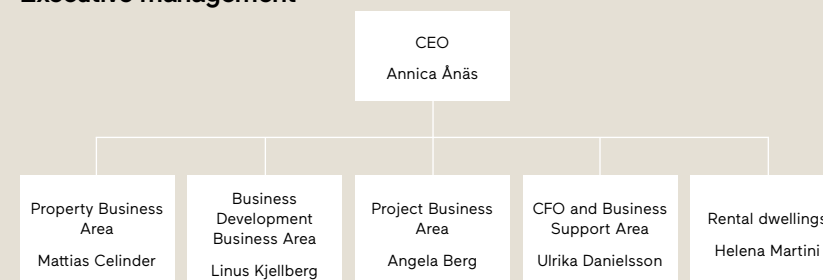 Executive management
CEO
Annica Ånäs
Property Business
Area
Mattias Celinder
Business
Development
Business Area
Linus Kjellberg
Project Business
Area
Angela Berg
CFO and Business
Support Area
Ulrika Danielsson
Rental dwellings
Helena Martini